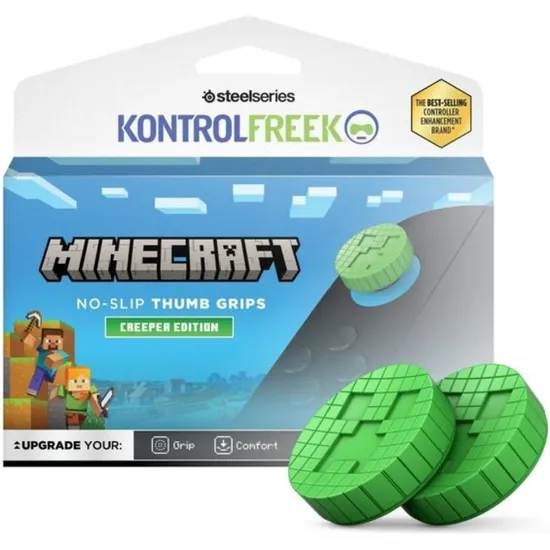 steelseries
KONTROLFREEK
THE BEST-SELLING
CONTROLLER
ENHANCEMENT
BRAND*
MINECRAFT
NO-SLIP THUMB GRIPS
CREEPER EDITION
UPGRADE YOUR:
Grip
Comfort